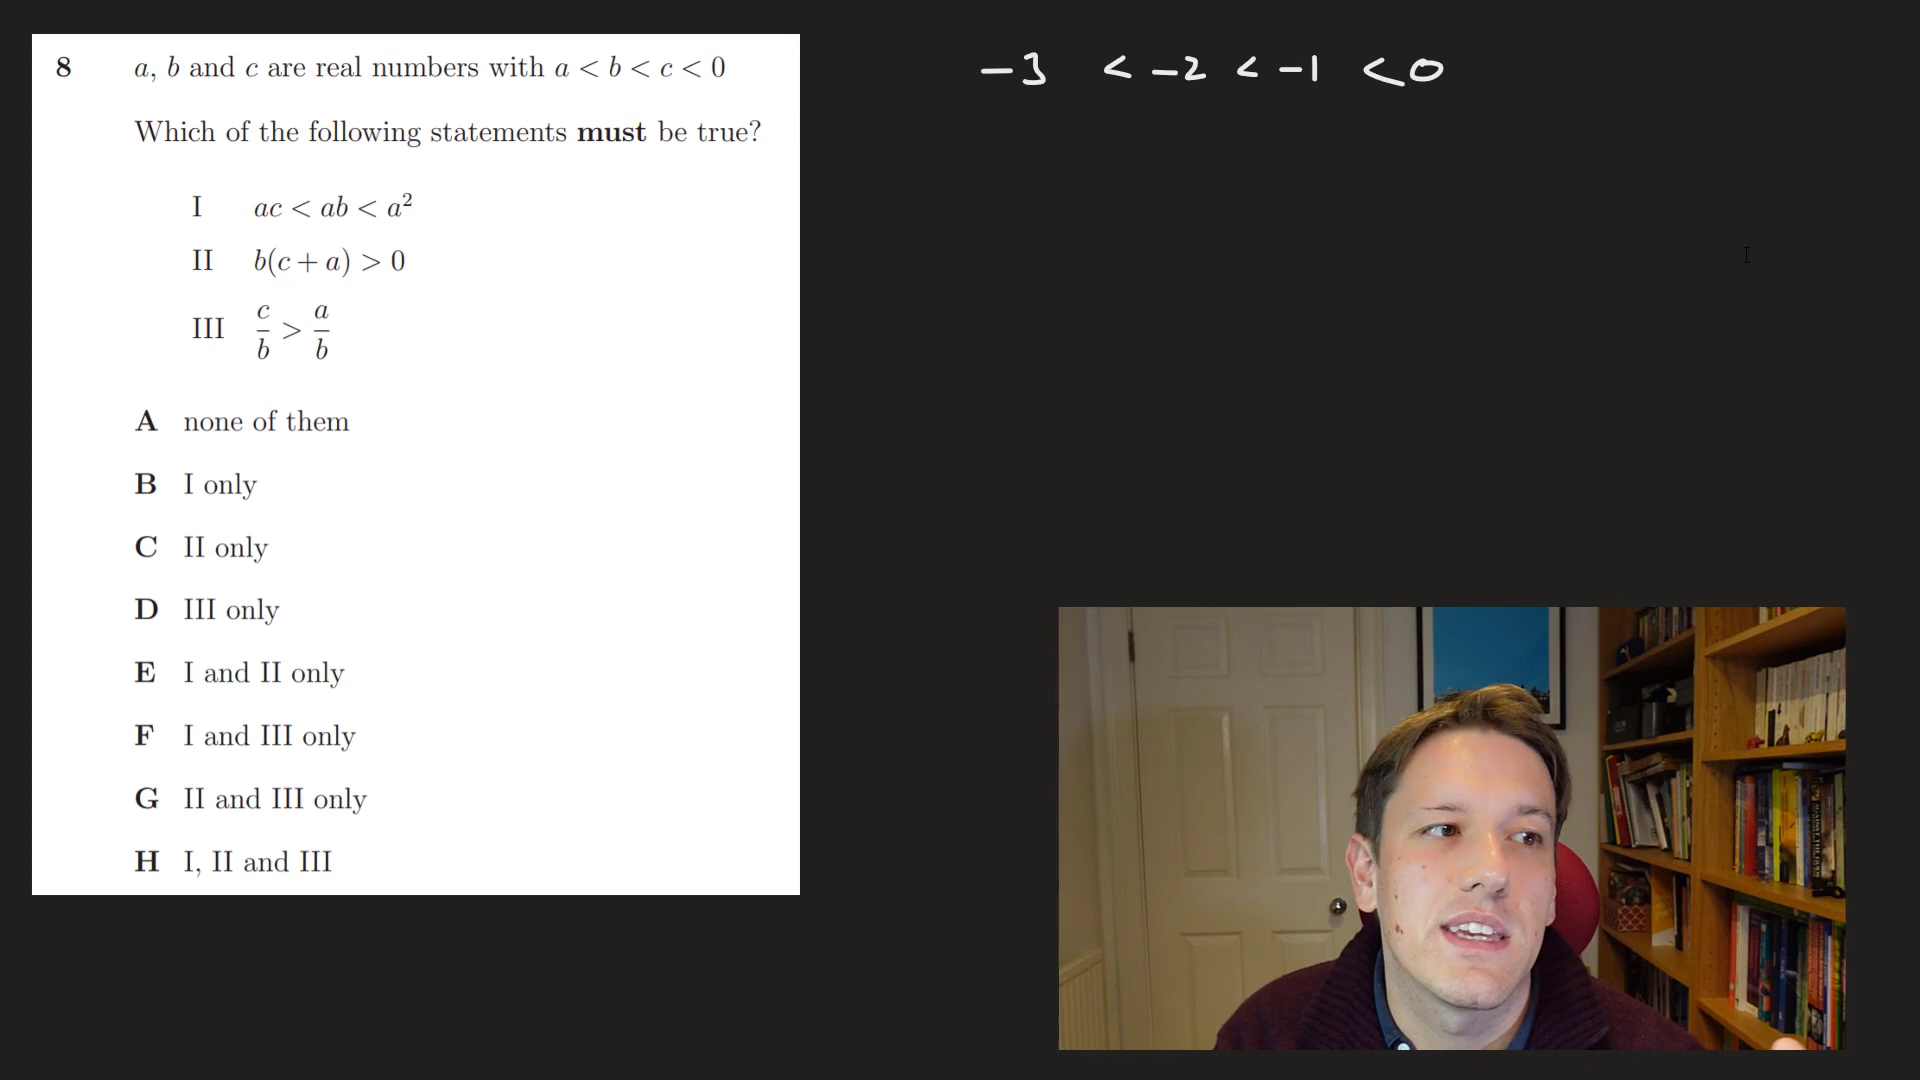 8 a, b and c are real numbers with a < b < c < 0
Which of the following statements must be true?
I ac < ab < a²
II b(c + a) > 0
III c/b > a/b
A none of them
B I only
C II only
D III only
E I and II only
F I and III only
G II and III only
H I, II and III
-3 < -2 < -1 < 0